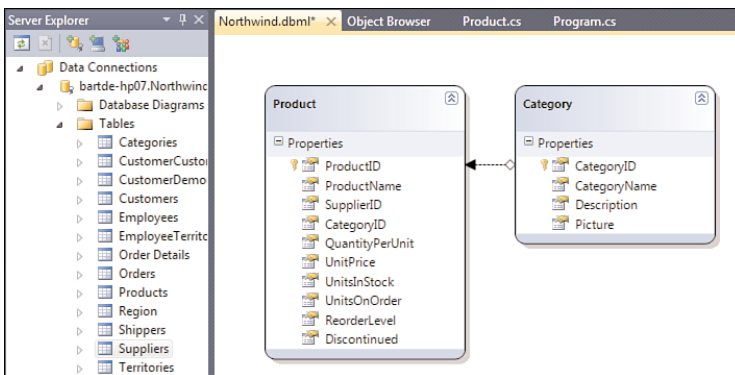 Server Explorer
Northwind.dbml* Object Browser Product.cs Program.cs
Data Connections
bartde-hp07.Northwinc
Database Diagrams
Tables
Categories
CustomerCustor
CustomerDemo
Customers
Employees
EmployeeTerritc
Order Details
Orders
Products
Region
Shippers
Suppliers
Territories
Product
Properties
ProductID
ProductName
SupplierID
CategoryID
QuantityPerUnit
UnitPrice
UnitsInStock
UnitsOnOrder
ReorderLevel
Discontinued
Category
Properties
CategoryID
CategoryName
Description
Picture